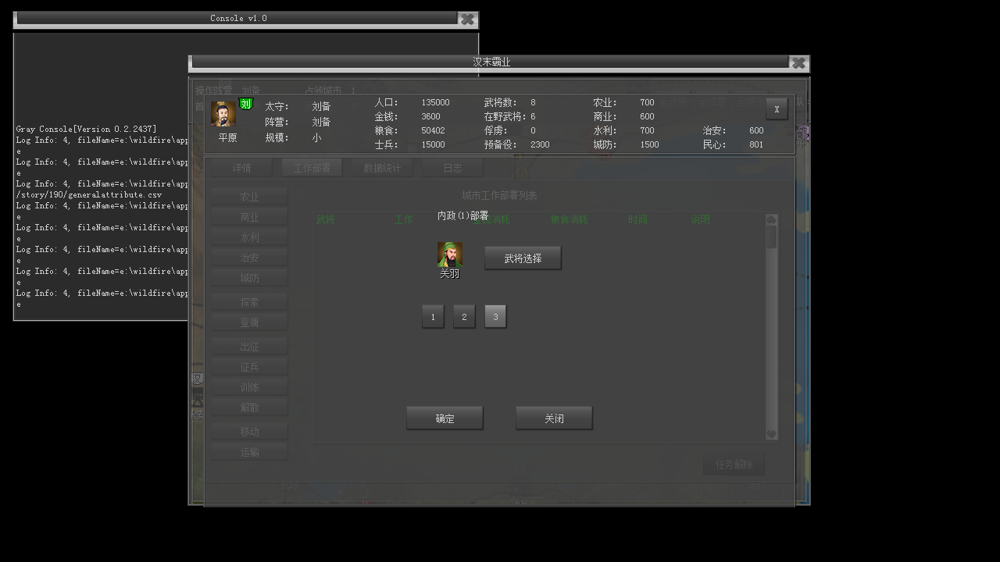 Console v1.0
汉末霸业
操作阵营 刘备 占领城市 1
刘
太守: 刘备
阵营: 刘备
规模: 小
平原
人口: 135000
金钱: 3600
粮食: 50402
士兵: 15000
武将数: 8
在野武将: 6
俘虏: 0
预备役: 2300
农业: 700
商业: 600
水利: 700
城防: 1500
治安: 600
民心: 801
X
Gray Console[Version 0.2.2437]
Log Info: 4, fileName=e:\wildfire\app
e
Log Info: 4, fileName=e:\wildfire\app
e
Log Info: 4, fileName=e:\wildfire\app
/story/190/generalattribute.csv
Log Info: 4, fileName=e:\wildfire\app
e
Log Info: 4, fileName=e:\wildfire\app
e
Log Info: 4, fileName=e:\wildfire\app
e
Log Info: 4, fileName=e:\wildfire\app
e
Log Info: 4, fileName=e:\wildfire\app
e
详情 工作部署 数据统计 日志
农业
商业
水利
治安
城防
探索
登庸
出征
征兵
训练
解散
移动
运输
城市工作部署列表
武将 工作 消耗 粮食消耗 时间 说明
内政(1)部署
关羽
武将选择
1 2 3
确定 关闭
任务解除